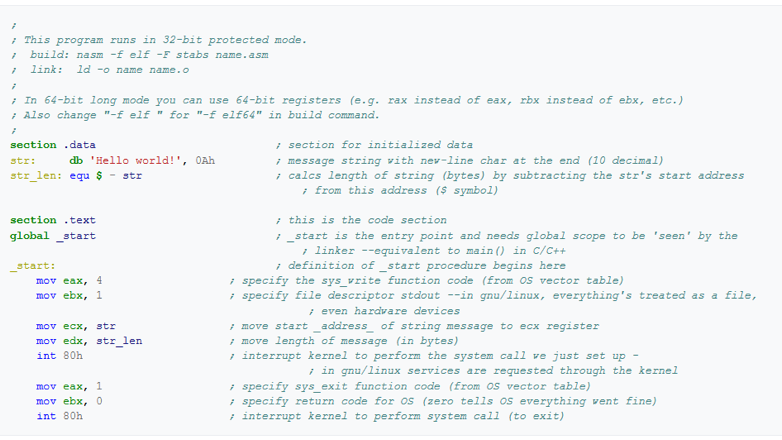 ;
; This program runs in 32-bit protected mode.
;  build: nasm -f elf -F stabs name.asm
;  link:  ld -o name name.o
;
; In 64-bit long mode you can use 64-bit registers (e.g. rax instead of eax, rbx instead of ebx, etc.)
; Also change "-f elf " for "-f elf64" in build command.
;
section .data                           ; section for initialized data
str:     db 'Hello world!', 0Ah         ; message string with new-line char at the end (10 decimal)
str_len: equ $ - str                    ; calcs length of string (bytes) by subtracting the str's start address
                                            ; from this address ($ symbol)
section .text                           ; this is the code section
global _start                           ; _start is the entry point and needs global scope to be 'seen' by the
                                            ; linker --equivalent to main() in C/C++
_start:                                 ; definition of _start procedure begins here
    mov eax, 4                   ; specify the sys_write function code (from OS vector table)
    mov ebx, 1                   ; specify file descriptor stdout --in gnu/linux, everything's treated as a file,
                                             ; even hardware devices
    mov ecx, str                 ; move start _address_ of string message to ecx register
    mov edx, str_len             ; move length of message (in bytes)
    int 80h                      ; interrupt kernel to perform the system call we just set up -
                                             ; in gnu/linux services are requested through the kernel
    mov eax, 1                   ; specify sys_exit function code (from OS vector table)
    mov ebx, 0                   ; specify return code for OS (zero tells OS everything went fine)
    int 80h                      ; interrupt kernel to perform system call (to exit)